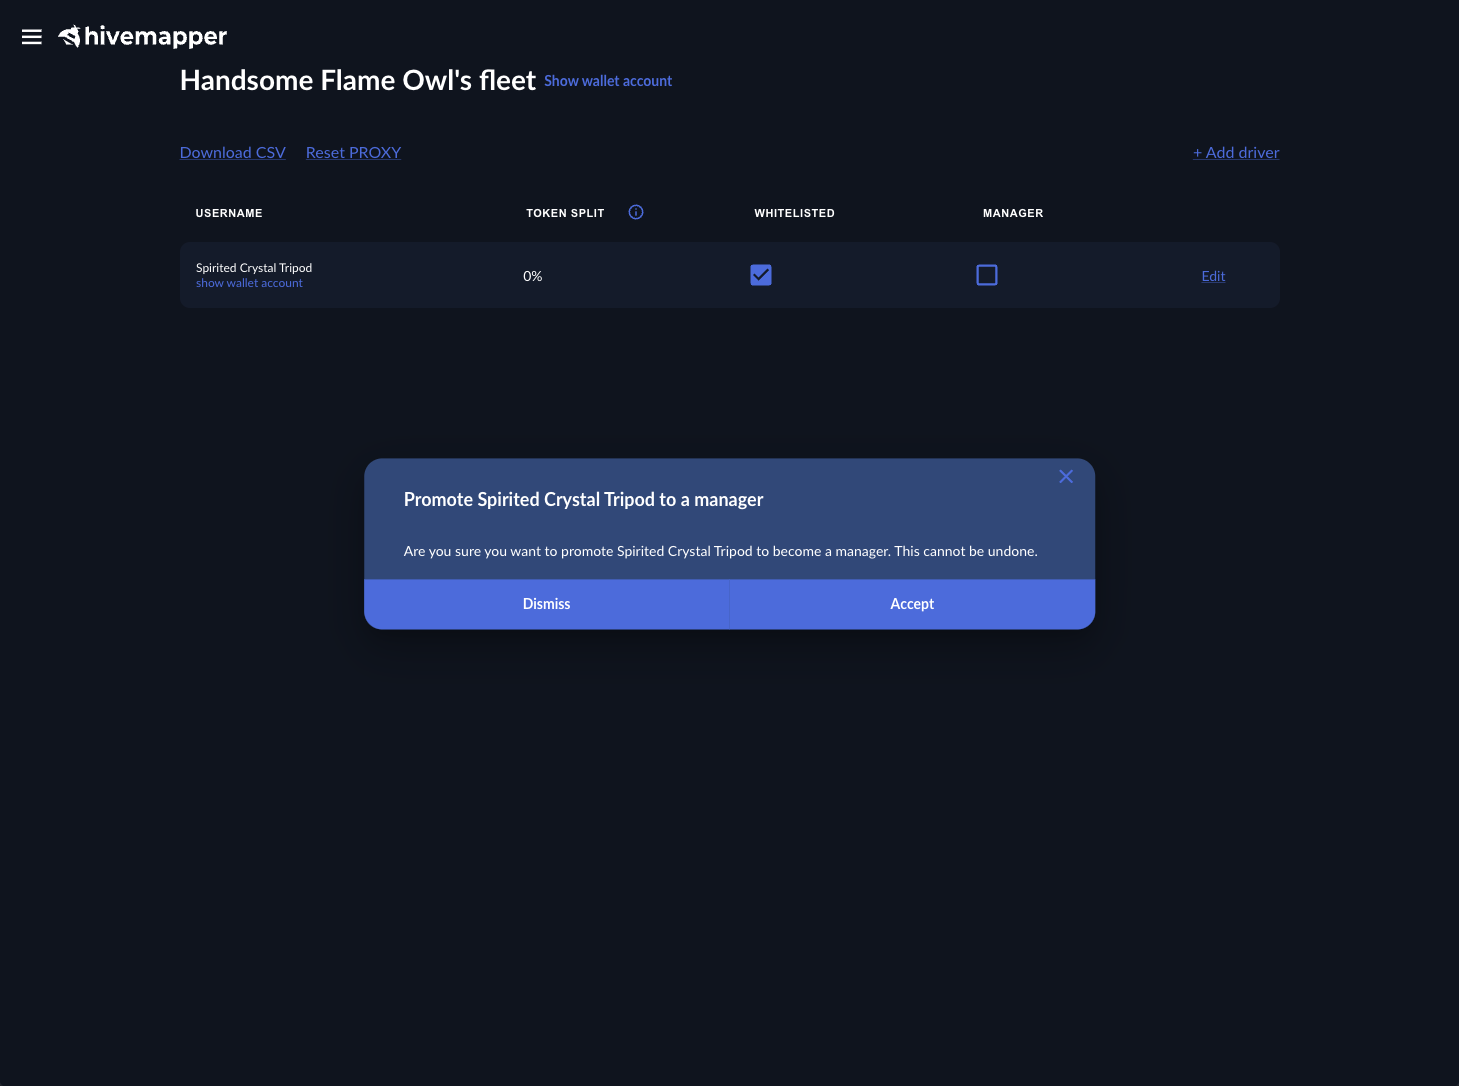 hivemapper
Handsome Flame Owl's fleet Show wallet account
Download CSV Reset PROXY + Add driver
USERNAME TOKEN SPLIT WHITELISTED MANAGER
Spirited Crystal Tripod
show wallet account
0% Edit
Promote Spirited Crystal Tripod to a manager
Are you sure you want to promote Spirited Crystal Tripod to become a manager. This cannot be undone.
Dismiss Accept